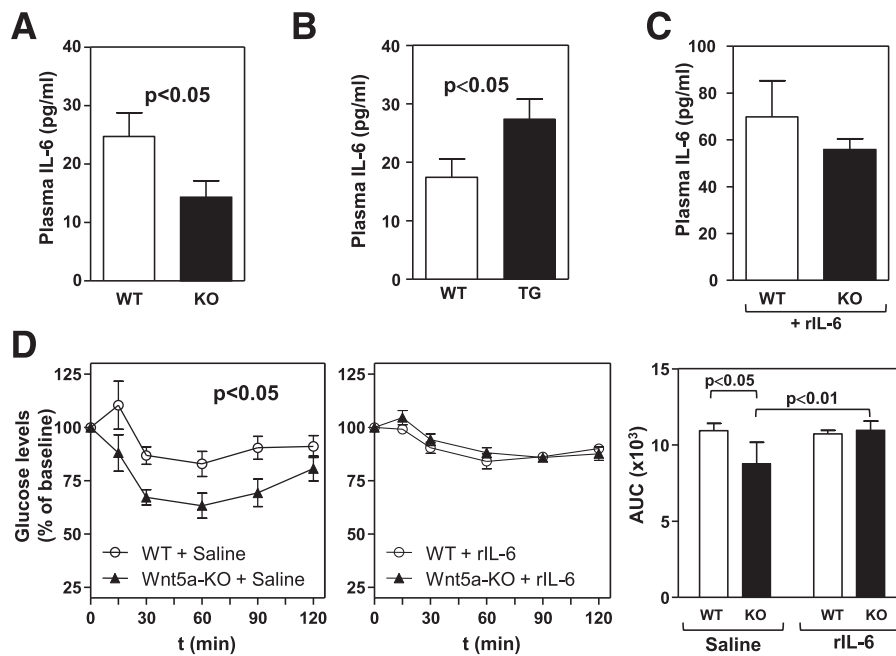 A
Plasma IL-6 (pg/ml)
40
30
20
10
0
p<0.05
WT
KO
B
Plasma IL-6 (pg/ml)
40
30
20
10
0
p<0.05
WT
TG
C
Plasma IL-6 (pg/ml)
100
80
60
40
20
0
WT
KO
+ rIL-6
D
Glucose levels
(% of baseline)
125
100
75
50
25
p<0.05
WT + Saline
Wnt5a-KO + Saline
0 30 60 90 120
t (min)
125
100
75
50
25
WT + rIL-6
Wnt5a-KO + rIL-6
0 30 60 90 120
t (min)
AUC (x10³)
15
10
5
0
p<0.05
p<0.01
WT KO WT KO
Saline rIL-6